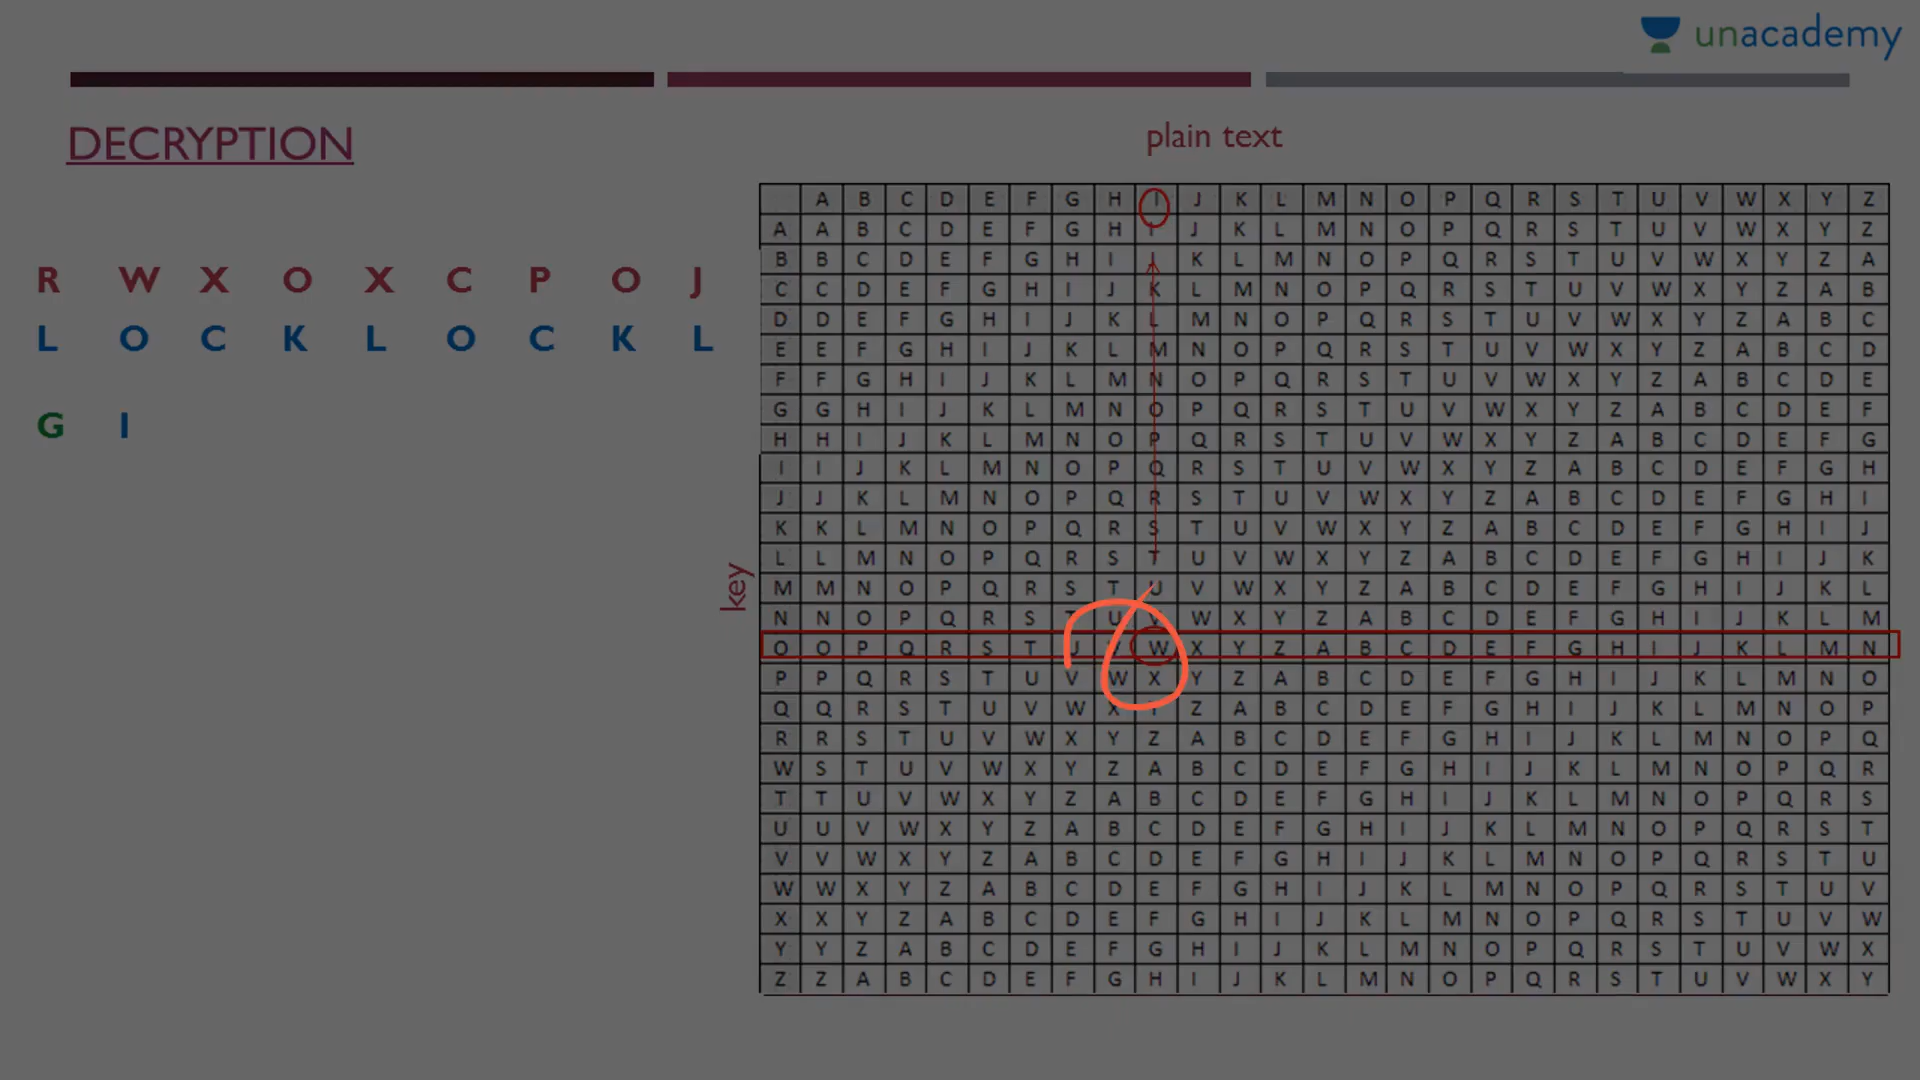 unacademy
DECRYPTION
plain text
R W X O X C P O J
L O C K L O C K L
G I
key
A B C D E F G H I J K L M N O P Q R S T U V W X Y Z
A A B C D E F G H I J K L M N O P Q R S T U V W X Y Z
B B C D E F G H I J K L M N O P Q R S T U V W X Y Z A
C C D E F G H I J K L M N O P Q R S T U V W X Y Z A B
D D E F G H I J K L M N O P Q R S T U V W X Y Z A B C
E E F G H I J K L M N O P Q R S T U V W X Y Z A B C D
F F G H I J K L M N O P Q R S T U V W X Y Z A B C D E
G G H I J K L M N O P Q R S T U V W X Y Z A B C D E F
H H I J K L M N O P Q R S T U V W X Y Z A B C D E F G
I I J K L M N O P Q R S T U V W X Y Z A B C D E F G H
J J K L M N O P Q R S T U V W X Y Z A B C D E F G H I
K K L M N O P Q R S T U V W X Y Z A B C D E F G H I J
L L M N O P Q R S T U V W X Y Z A B C D E F G H I J K
M M N O P Q R S T U V W X Y Z A B C D E F G H I J K L
N N O P Q R S T U V W X Y Z A B C D E F G H I J K L M
O O P Q R S T U V W X Y Z A B C D E F G H I J K L M N
P P Q R S T U V W X Y Z A B C D E F G H I J K L M N O
Q Q R S T U V W X Y Z A B C D E F G H I J K L M N O P
R R S T U V W X Y Z A B C D E F G H I J K L M N O P Q
W S T U V W X Y Z A B C D E F G H I J K L M N O P Q R
T T U V W X Y Z A B C D E F G H I J K L M N O P Q R S
U U V W X Y Z A B C D E F G H I J K L M N O P Q R S T
V V W X Y Z A B C D E F G H I J K L M N O P Q R S T U
W W X Y Z A B C D E F G H I J K L M N O P Q R S T U V
X X Y Z A B C D E F G H I J K L M N O P Q R S T U V W
Y Y Z A B C D E F G H I J K L M N O P Q R S T U V W X
Z Z A B C D E F G H I J K L M N O P Q R S T U V W X Y